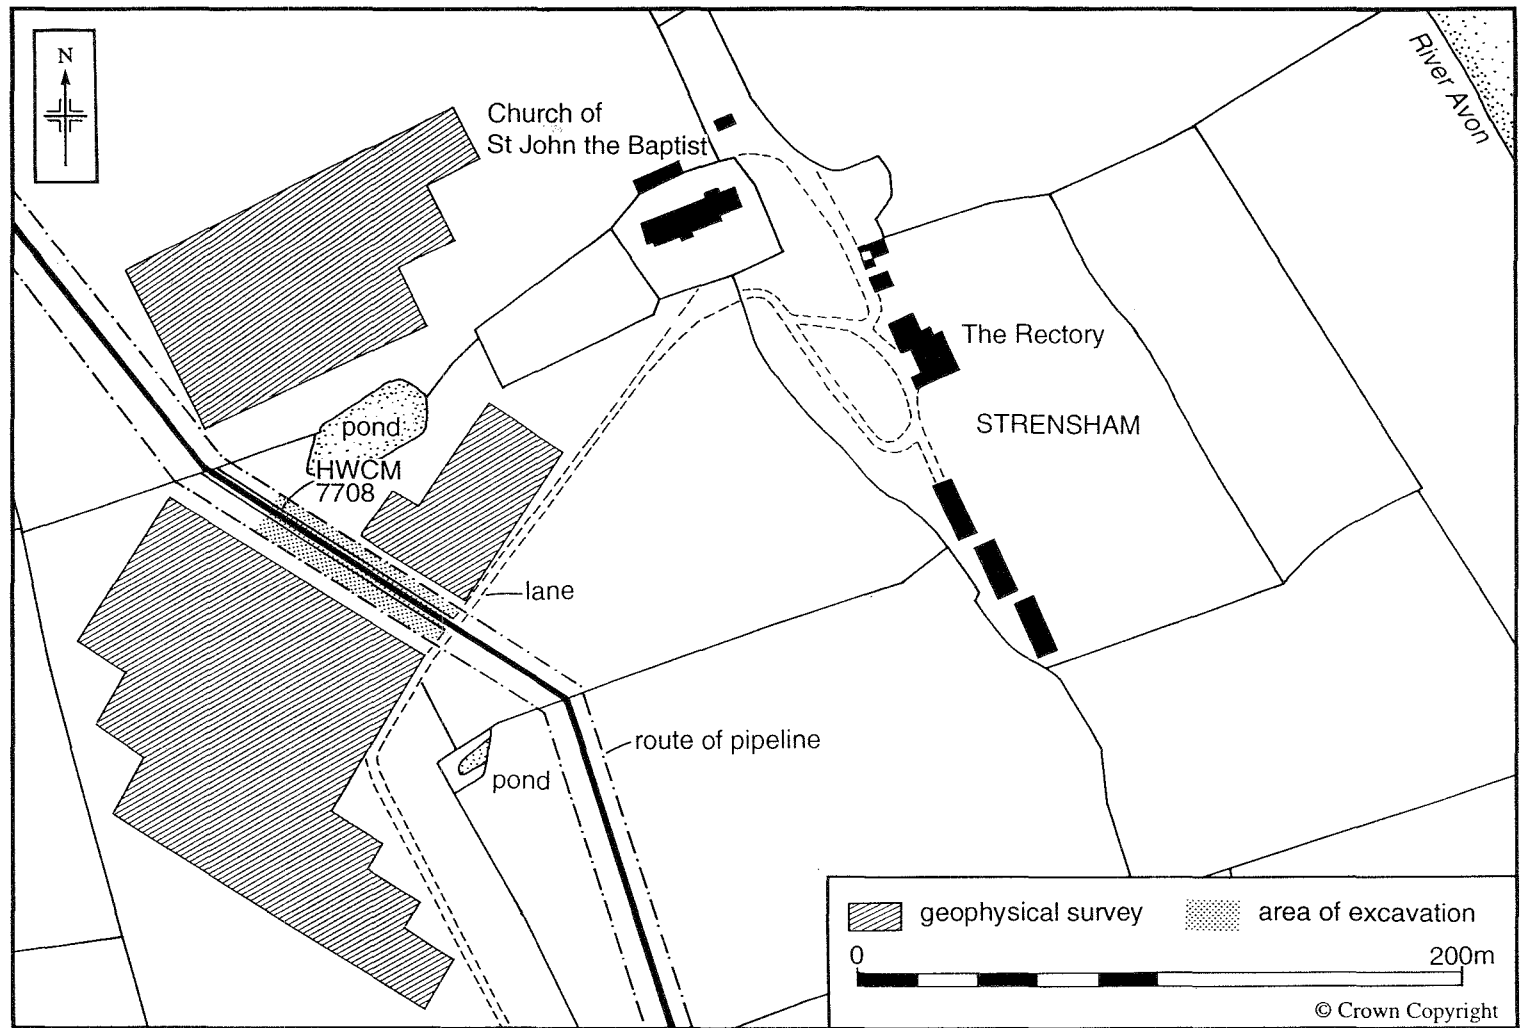 N
Church of
St John the Baptist
River Avon
The Rectory
STRENSHAM
pond
HWCM
7708
lane
route of pipeline
pond
geophysical survey
area of excavation
0
200m
© Crown Copyright